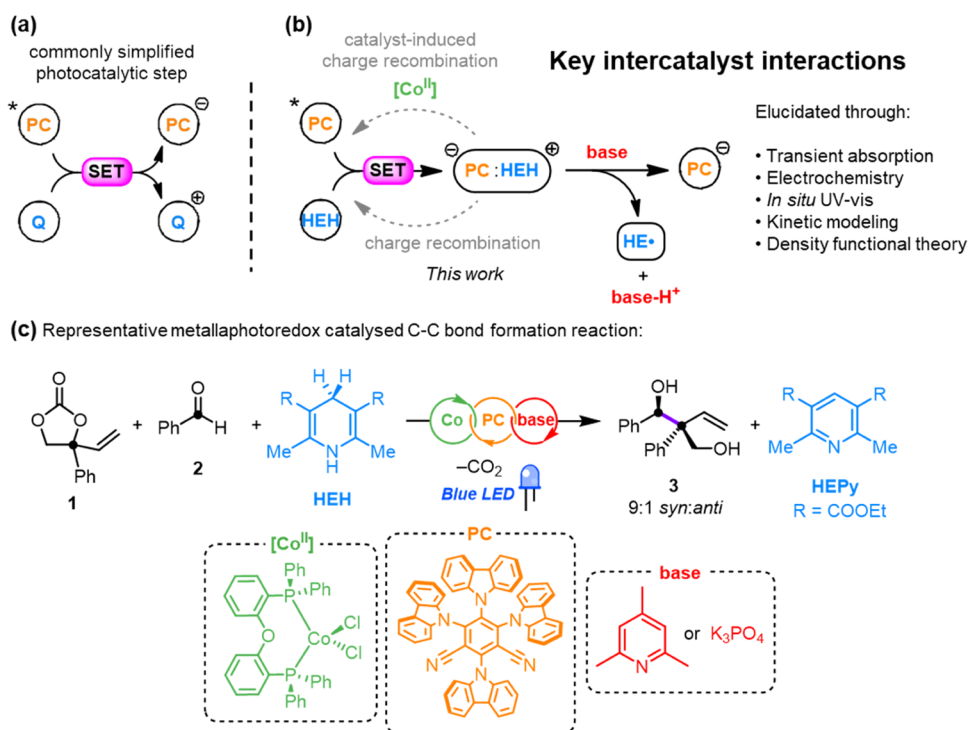 (a)
commonly simplified
photocatalytic step
*
PC
PC
⊖
SET
Q
Q
⊕
(b)
catalyst-induced
charge recombination
[Co^II]
*
PC
SET
HEH
⊖
PC : HEH
⊕
charge recombination
This work
base
PC
⊖
HE•
+
base-H⁺
Key intercatalyst interactions
Elucidated through:
• Transient absorption
• Electrochemistry
• In situ UV-vis
• Kinetic modeling
• Density functional theory
(c) Representative metallaphotoredox catalysed C-C bond formation reaction:
O
O
O
Ph
1
+
O
Ph
H
2
+
H
H
R
R
Me
N
H
Me
HEH
Co
PC
base
–CO₂
Blue LED
OH
Ph
Ph
OH
3
9:1 syn:anti
+
R
R
Me
N
Me
HEPy
R = COOEt
[Co^II]
Ph
Ph
P
O
Co
Cl
Cl
P
Ph
Ph
PC
N
N
N
NC
CN
N
base
N
or K₃PO₄